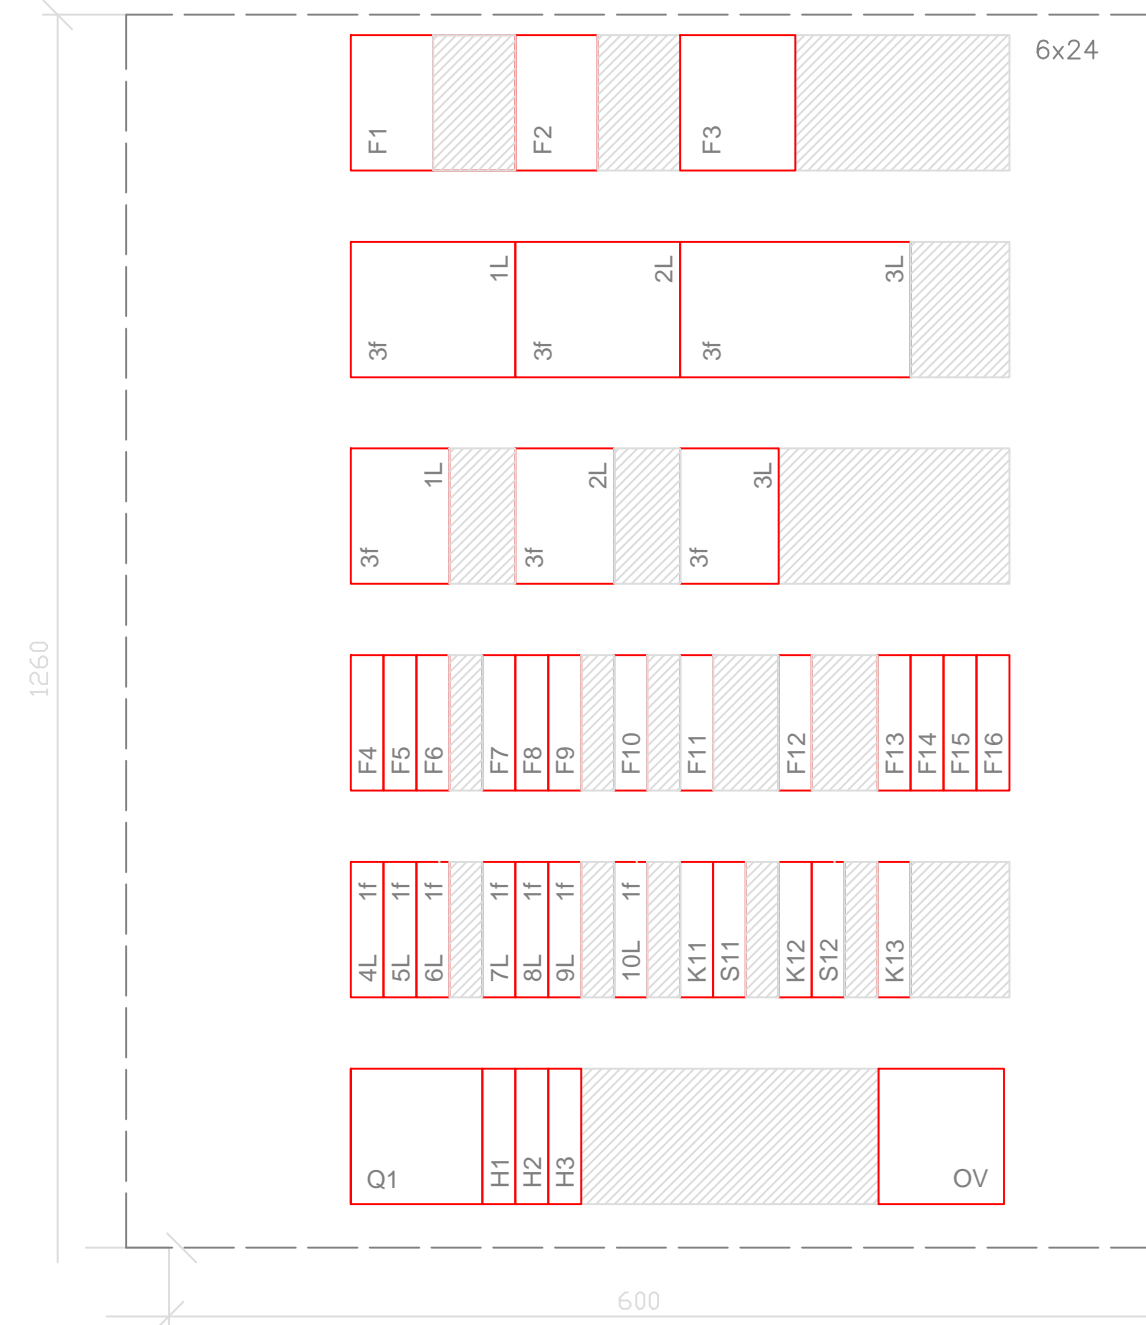 6x24
F1
F2
F3
1L
2L
3L
3f
3f
3f
1L
2L
3L
3f
3f
3f
1260
F4
F5
F6
F7
F8
F9
F10
F11
F12
F13
F14
F15
F16
4L 1f
5L 1f
6L 1f
7L 1f
8L 1f
9L 1f
10L 1f
K11
S11
K12
S12
K13
Q1
H1
H2
H3
OV
600